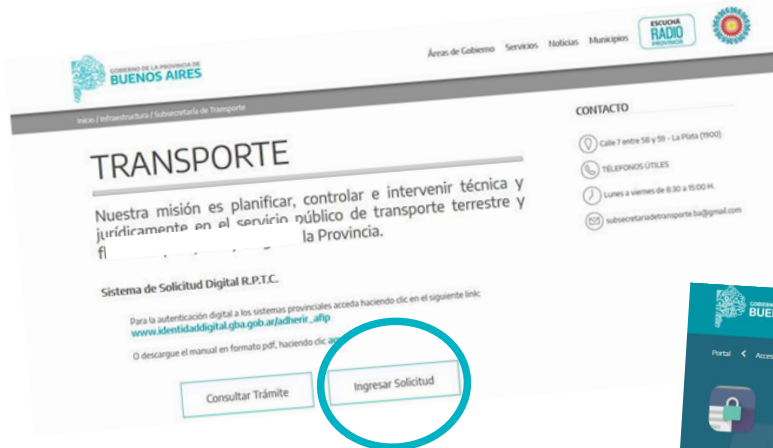 GOBIERNO DE LA PROVINCIA DE
BUENOS AIRES
Áreas de Gobierno Servicios Noticias Municipios
ESCUCHÁ
RADIO
PROVINCIA
Inicio / Infraestructura / Subsecretaría de Transporte
TRANSPORTE
Nuestra misión es planificar, controlar e intervenir técnica y
jurídicamente en el servicio público de transporte terrestre y
la Provincia.
Sistema de Solicitud Digital R.P.T.C.
Para la autenticación digital a los sistemas provinciales acceda haciendo clic en el siguiente link:
www.identidaddigital.gba.gob.ar/adherir_afip
O descargue el manual en formato pdf, haciendo clic
Consultar Trámite
Ingresar Solicitud
CONTACTO
Calle 7 entre 58 y 59 - La Plata (1900)
TELEFONOS ÚTILES
Lunes a viernes de 8:30 a 15:00 H.
subsecretariadetransporte.ba@gmail.com
Portal